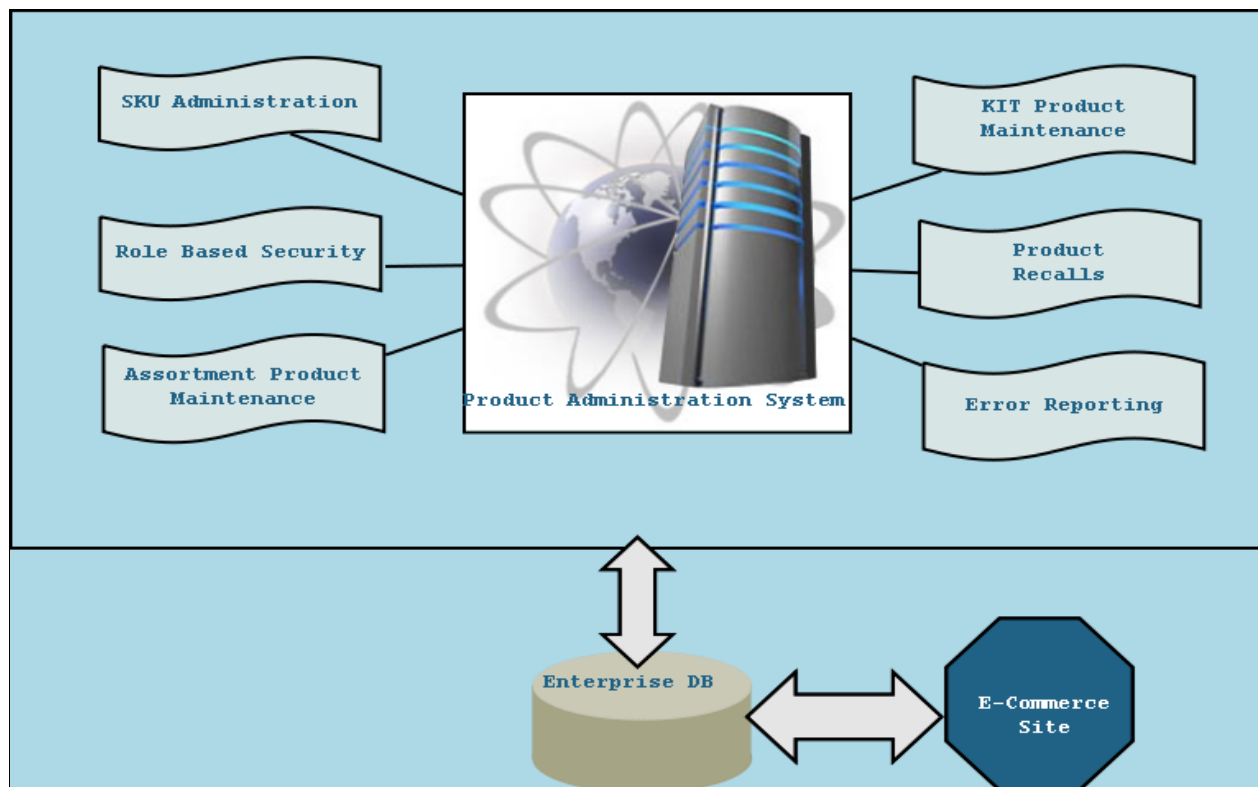 SKU Administration
KIT Product
Maintenance
Role Based Security
Product
Recalls
Assortment Product
Maintenance
Product Administration System
Error Reporting
Enterprise DB
E-Commerce
Site